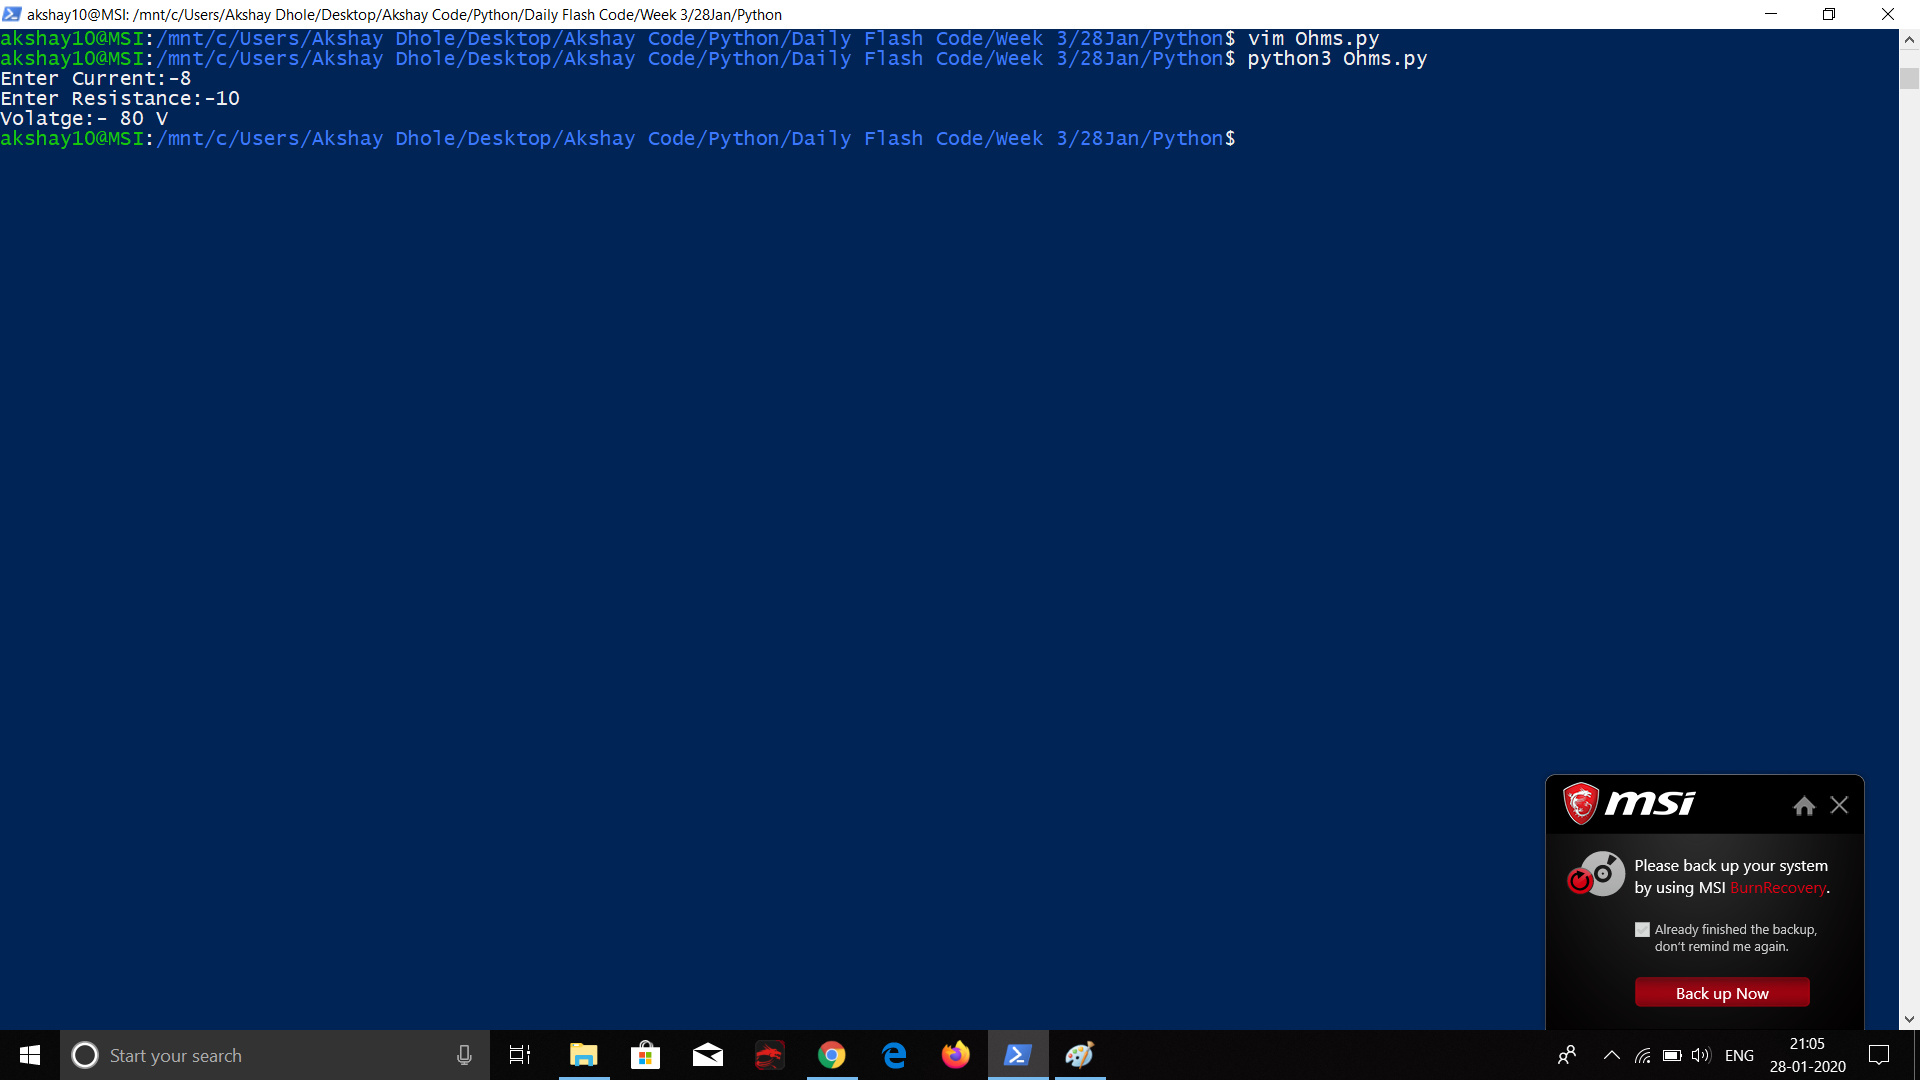 akshay10@MSI: /mnt/c/Users/Akshay Dhole/Desktop/Akshay Code/Python/Daily Flash Code/Week 3/28Jan/Python
akshay10@MSI:/mnt/c/Users/Akshay Dhole/Desktop/Akshay Code/Python/Daily Flash Code/Week 3/28Jan/Python$ vim Ohms.py
akshay10@MSI:/mnt/c/Users/Akshay Dhole/Desktop/Akshay Code/Python/Daily Flash Code/Week 3/28Jan/Python$ python3 Ohms.py
Enter Current:-8
Enter Resistance:-10
Volatge:- 80 V
akshay10@MSI:/mnt/c/Users/Akshay Dhole/Desktop/Akshay Code/Python/Daily Flash Code/Week 3/28Jan/Python$
msi
Please back up your system
by using MSI BurnRecovery.
Already finished the backup,
don't remind me again.
Back up Now
Start your search
ENG
21:05
28-01-2020